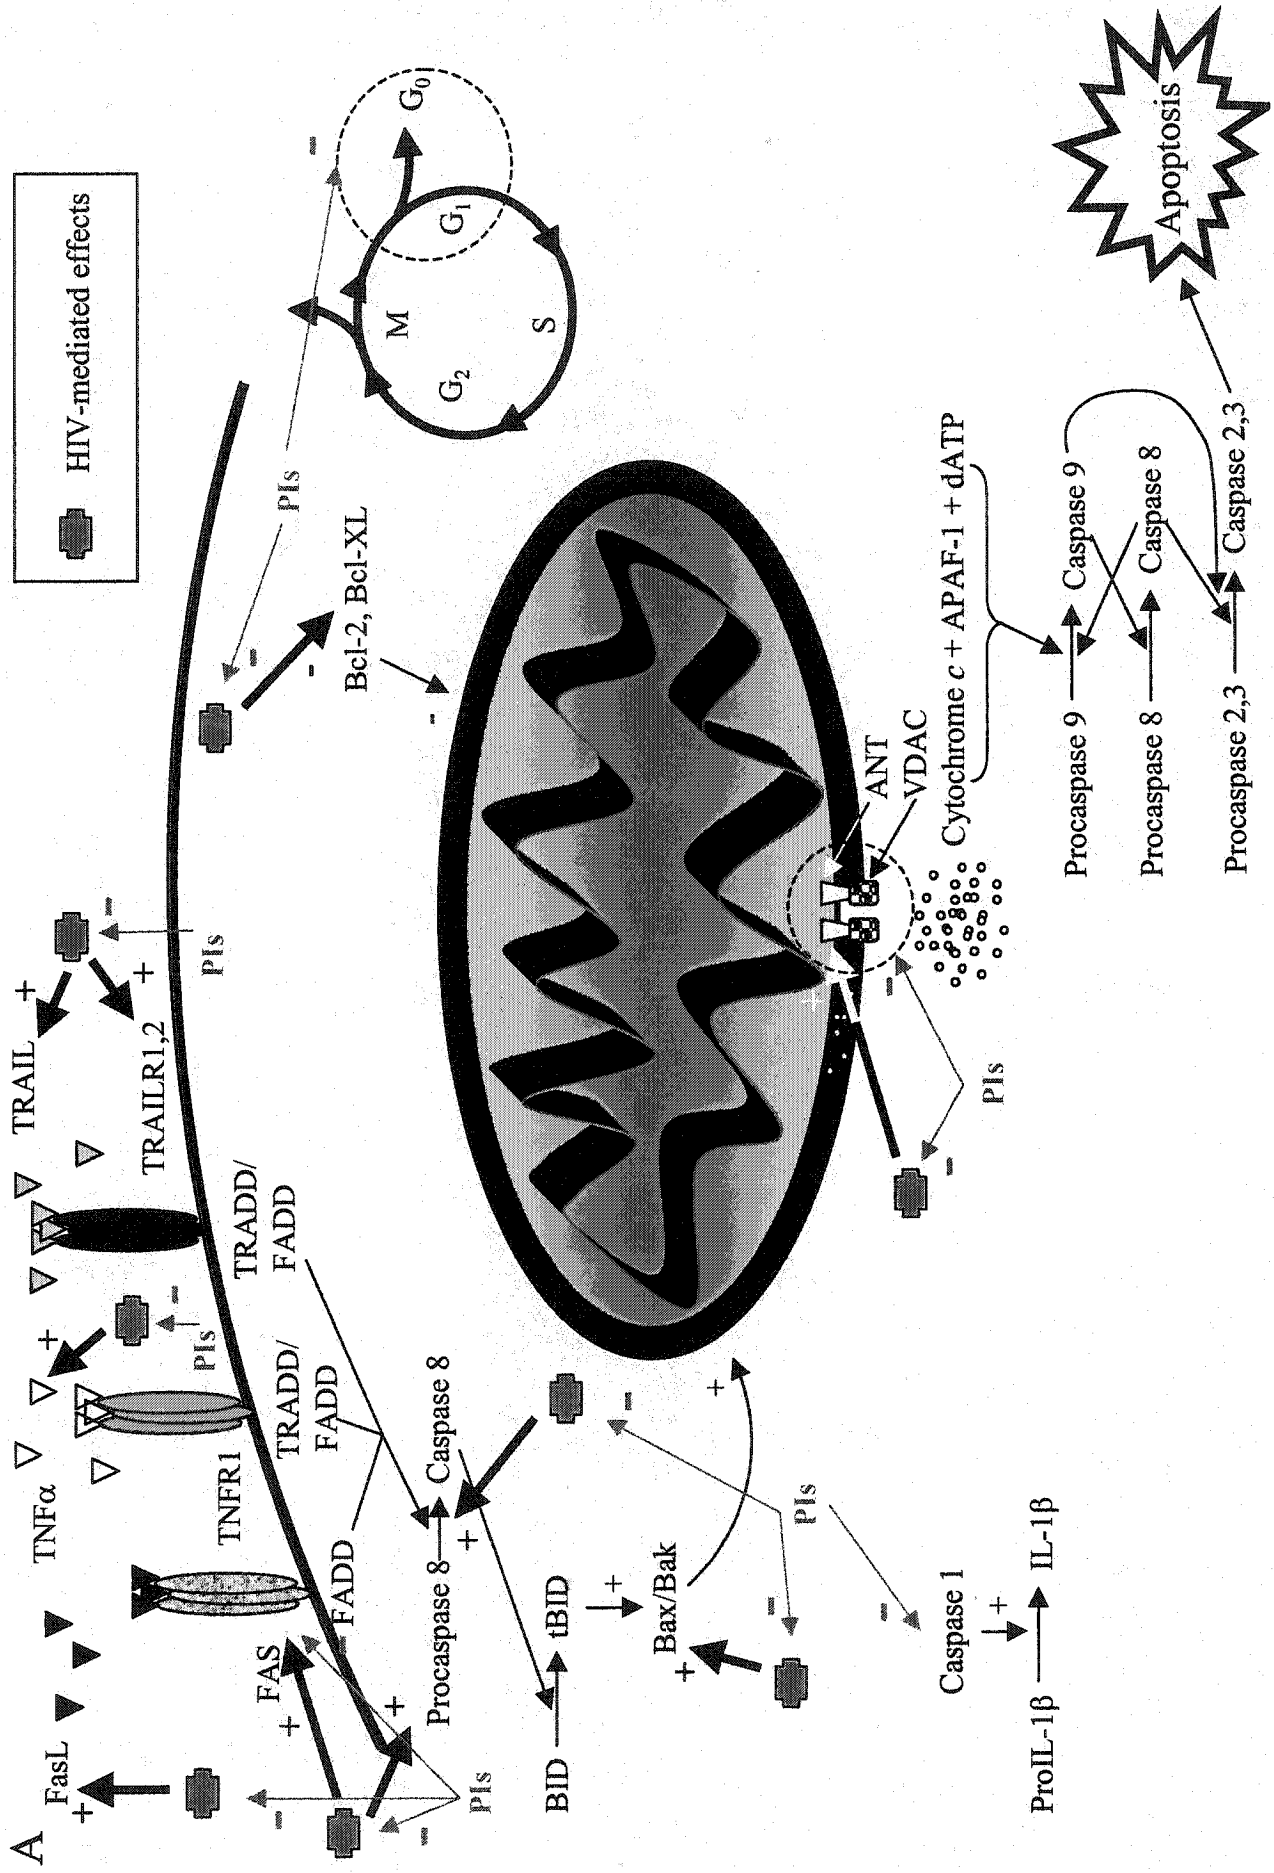 A
FasL
+
TNFα
TRAIL
+
HIV-mediated effects
+
TRAILR1,2
+
FAS
+
TNFR1
PIs
PIs
TRADD/
FADD
TRADD/
FADD
FADD
+
PIs
PIs
Bcl-2, Bcl-XL
G0
G1
M
G2
S
Procaspase 8
Caspase 8
+
BID
tBID
+
Bax/Bak
+
+
PIs
Caspase 1
+
ProIL-1β
IL-1β
+
PIs
ANT
VDAC
Cytochrome c + APAF-1 + dATP
Procaspase 9
Caspase 9
Procaspase 8
Caspase 8
Procaspase 2,3
Caspase 2,3
Apoptosis